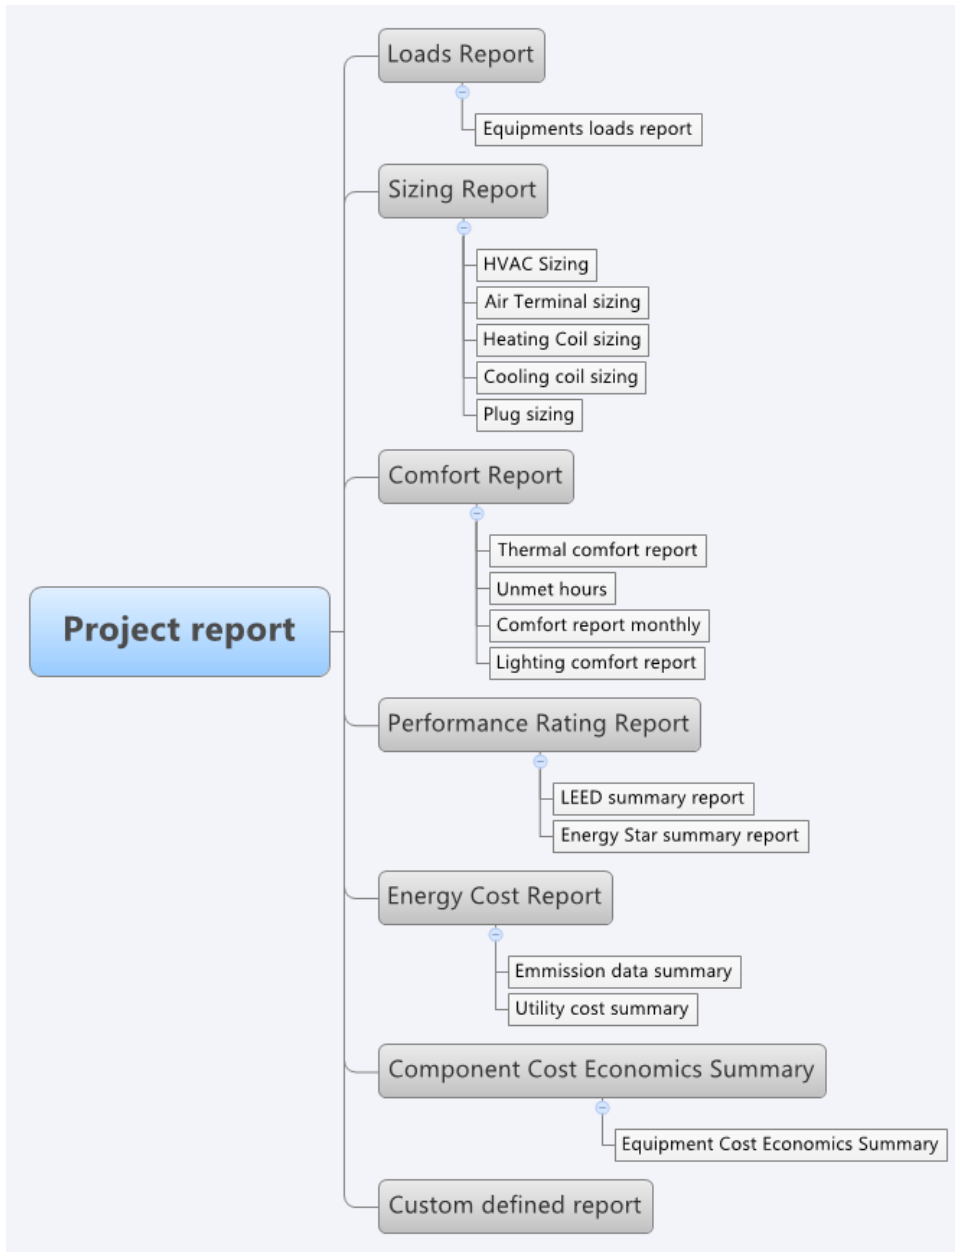 Loads Report
Equipments loads report
Sizing Report
HVAC Sizing
Air Terminal sizing
Heating Coil sizing
Cooling coil sizing
Plug sizing
Comfort Report
Thermal comfort report
Unmet hours
Comfort report monthly
Lighting comfort report
Project report
Performance Rating Report
LEED summary report
Energy Star summary report
Energy Cost Report
Emmission data summary
Utility cost summary
Component Cost Economics Summary
Equipment Cost Economics Summary
Custom defined report